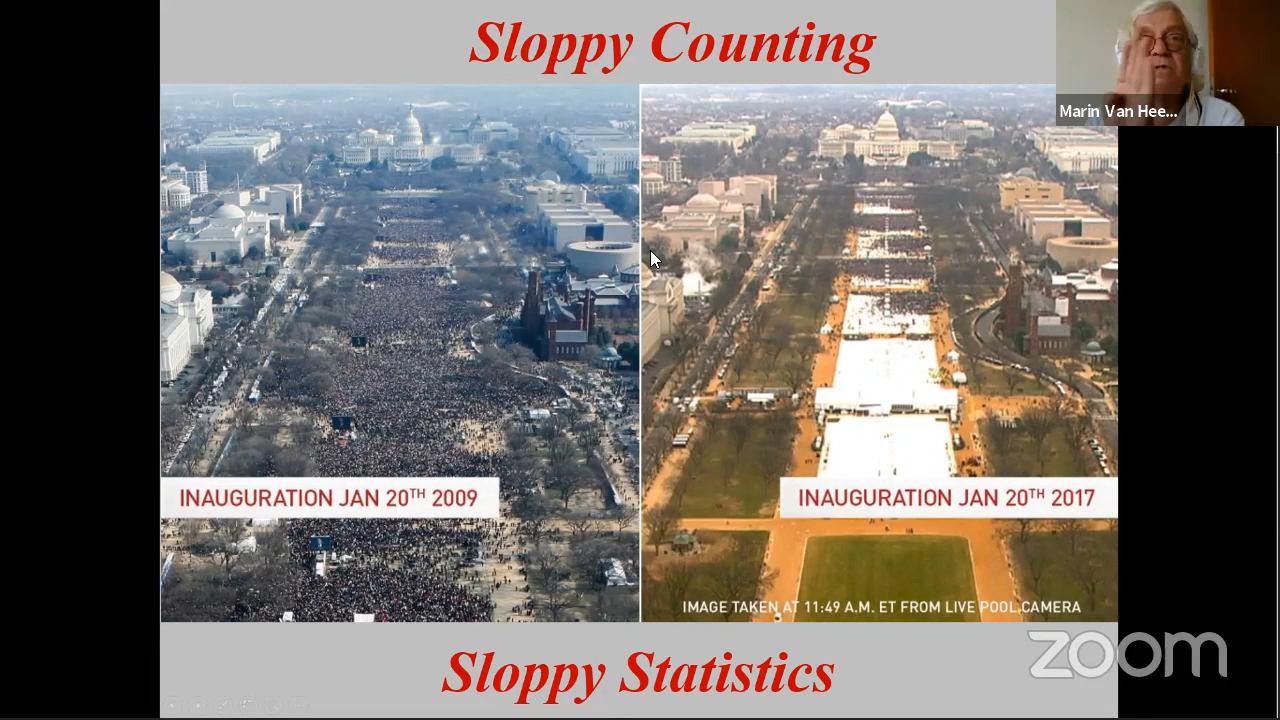 Sloppy Counting
Marin Van Hee...
INAUGURATION JAN 20TH 2009
INAUGURATION JAN 20TH 2017
IMAGE TAKEN AT 11:49 A.M. ET FROM LIVE POOL CAMERA
zoom
Sloppy Statistics